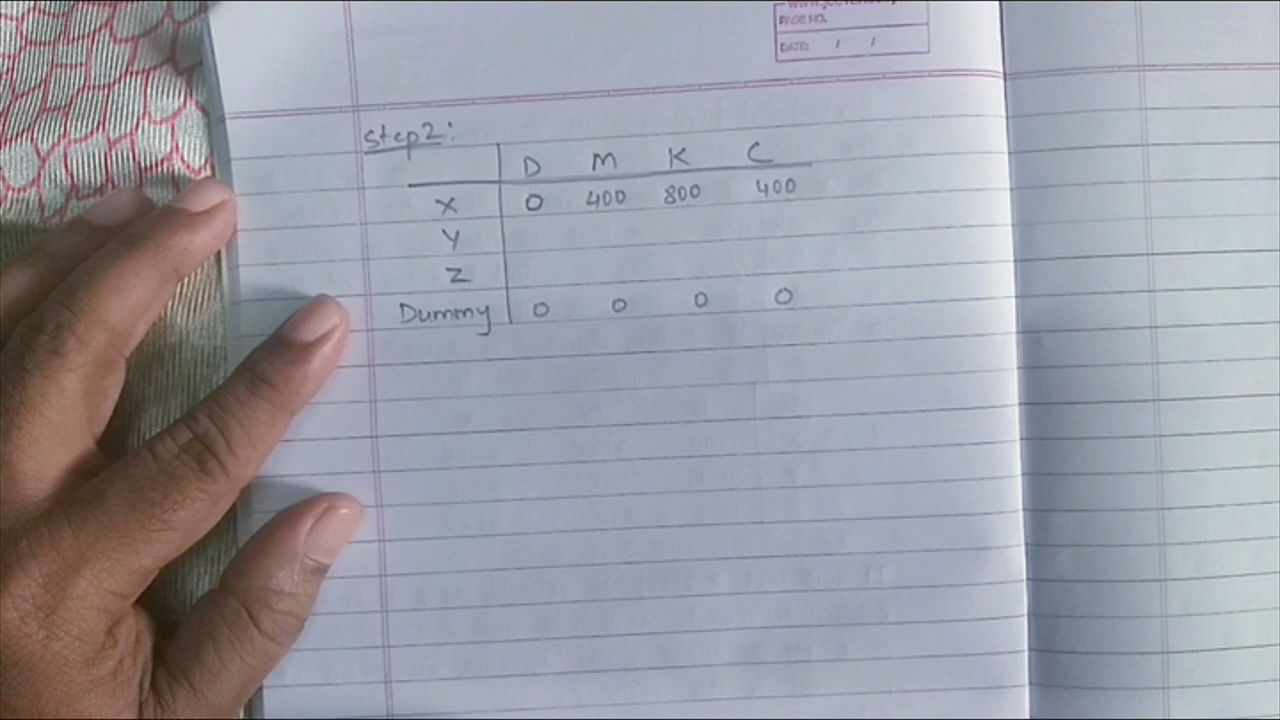 PAGE NO.
DATE: / /
Step2:
D M K C
X 0 400 800 400
Y
Z
Dummy 0 0 0 0